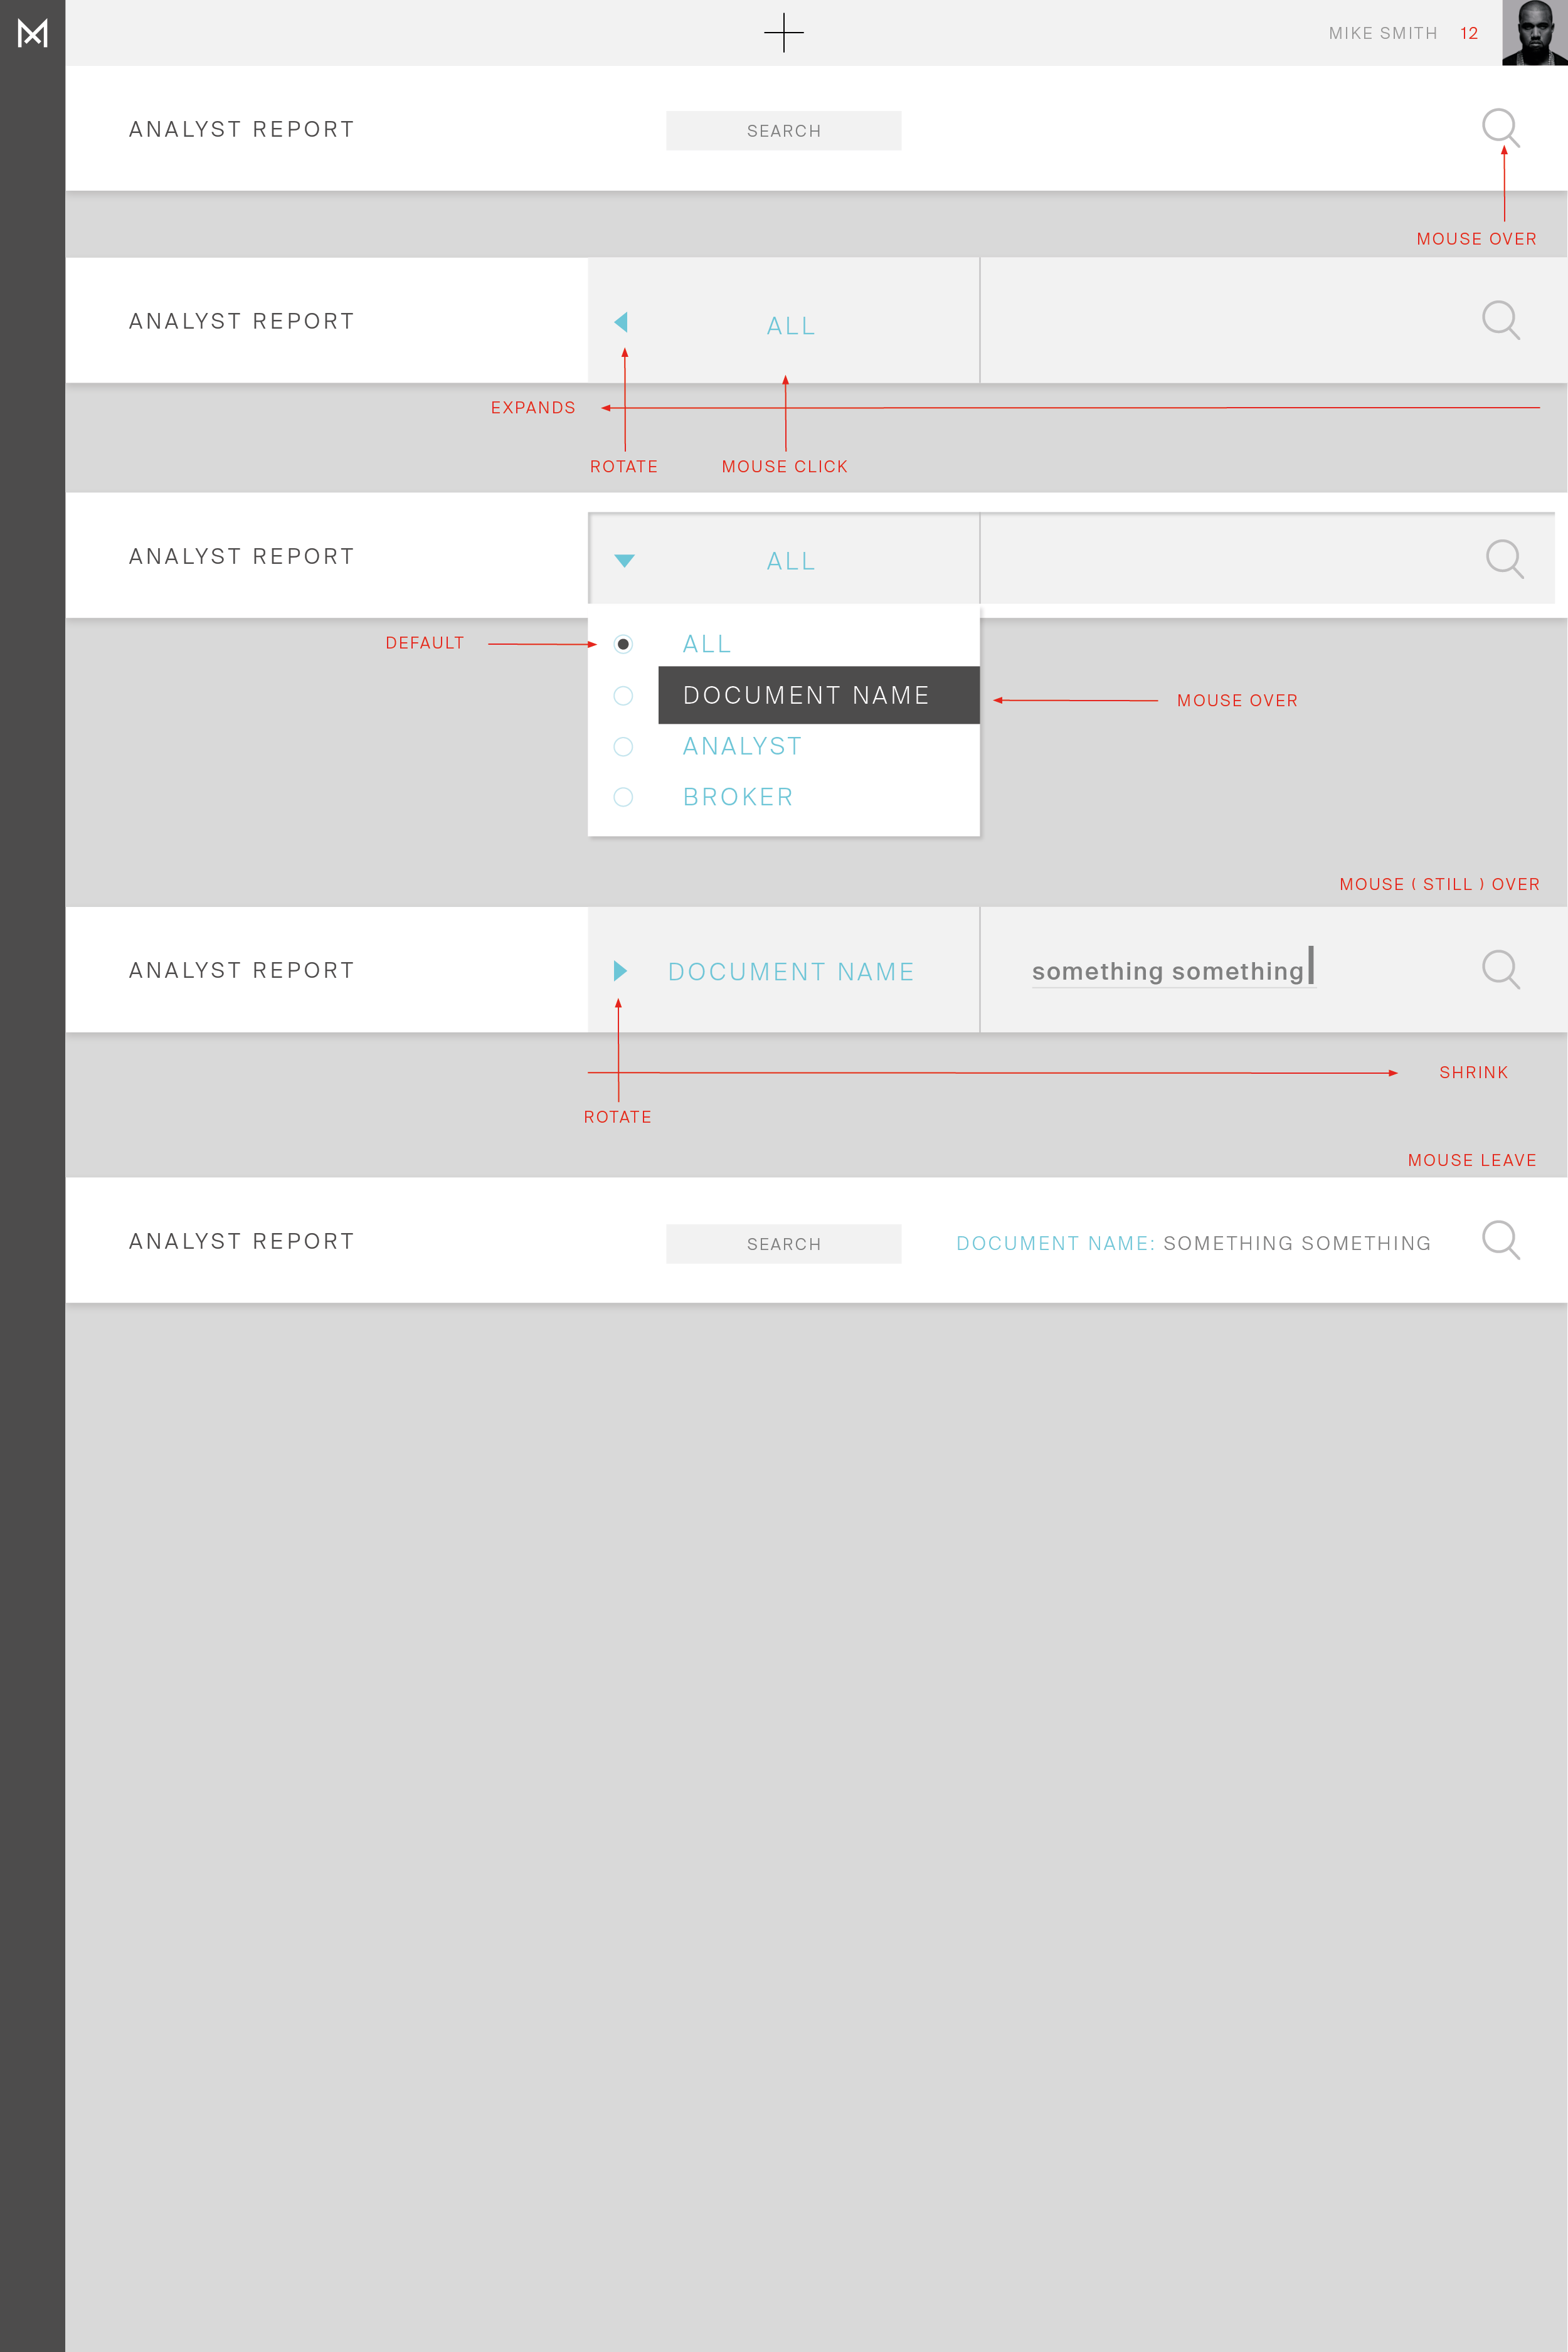 MIKE SMITH 12
ANALYST REPORT SEARCH
MOUSE OVER
ANALYST REPORT ALL
EXPANDS
ROTATE MOUSE CLICK
ANALYST REPORT ALL
DEFAULT ALL
DOCUMENT NAME MOUSE OVER
ANALYST
BROKER
MOUSE ( STILL ) OVER
ANALYST REPORT DOCUMENT NAME something something
SHRINK
ROTATE
MOUSE LEAVE
ANALYST REPORT SEARCH DOCUMENT NAME: SOMETHING SOMETHING